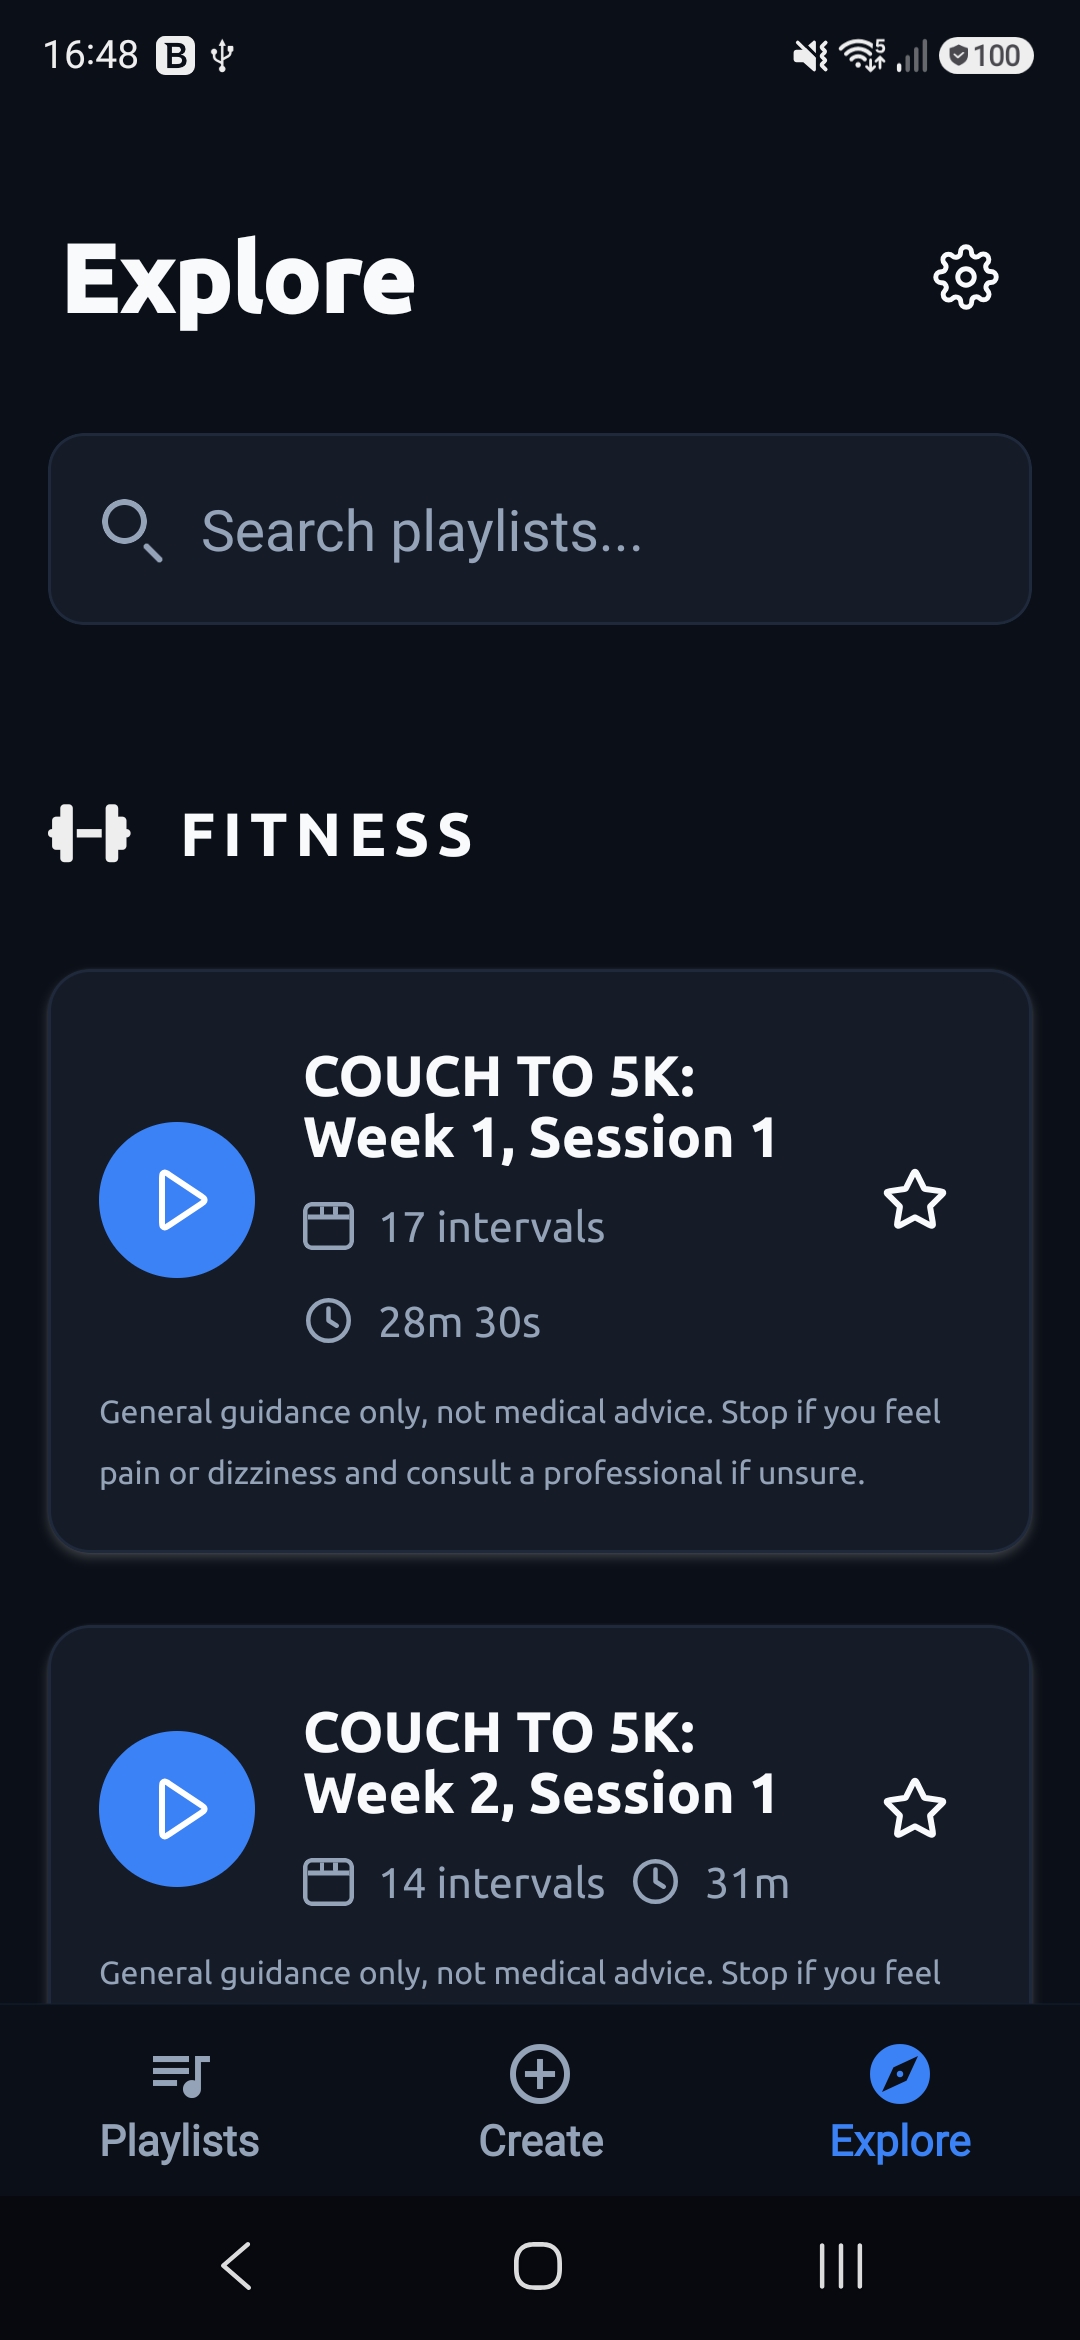 16:48 B 5 100
Explore
Search playlists...
FITNESS
COUCH TO 5K:
Week 1, Session 1
17 intervals
28m 30s
General guidance only, not medical advice. Stop if you feel
pain or dizziness and consult a professional if unsure.
COUCH TO 5K:
Week 2, Session 1
14 intervals 31m
General guidance only, not medical advice. Stop if you feel
Playlists Create Explore